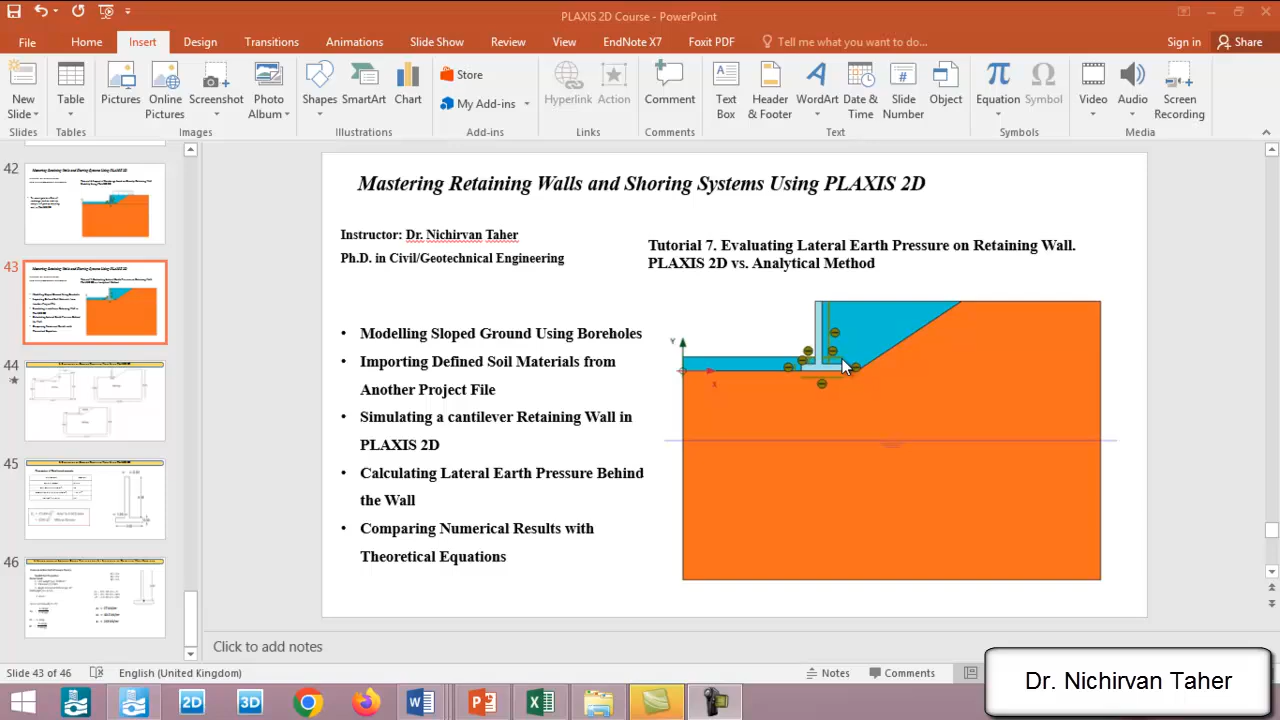 PLAXIS 2D Course - PowerPoint
File Home Insert Design Transitions Animations Slide Show Review View EndNote X7 Foxit PDF Tell me what you want to do... Sign in Share
New Slide Table Pictures Online Pictures Screenshot Photo Album Shapes SmartArt Chart Store My Add-ins Hyperlink Action Comment Text Box Header & Footer WordArt Date & Time Slide Number Object Equation Symbol Video Audio Screen Recording
Slides Tables Images Illustrations Add-ins Links Comments Text Symbols Media
42
43
44
45
46
Mastering Retaining Walls and Shoring Systems Using PLAXIS 2D
Instructor: Dr. Nichirvan Taher
Ph.D. in Civil/Geotechnical Engineering
Tutorial 7. Evaluating Lateral Earth Pressure on Retaining Wall.
PLAXIS 2D vs. Analytical Method
• Modelling Sloped Ground Using Boreholes
• Importing Defined Soil Materials from
Another Project File
• Simulating a cantilever Retaining Wall in
PLAXIS 2D
• Calculating Lateral Earth Pressure Behind
the Wall
• Comparing Numerical Results with
Theoretical Equations
Y
X
Click to add notes
Slide 43 of 46 English (United Kingdom) Notes Comments
2D 3D
Dr. Nichirvan Taher